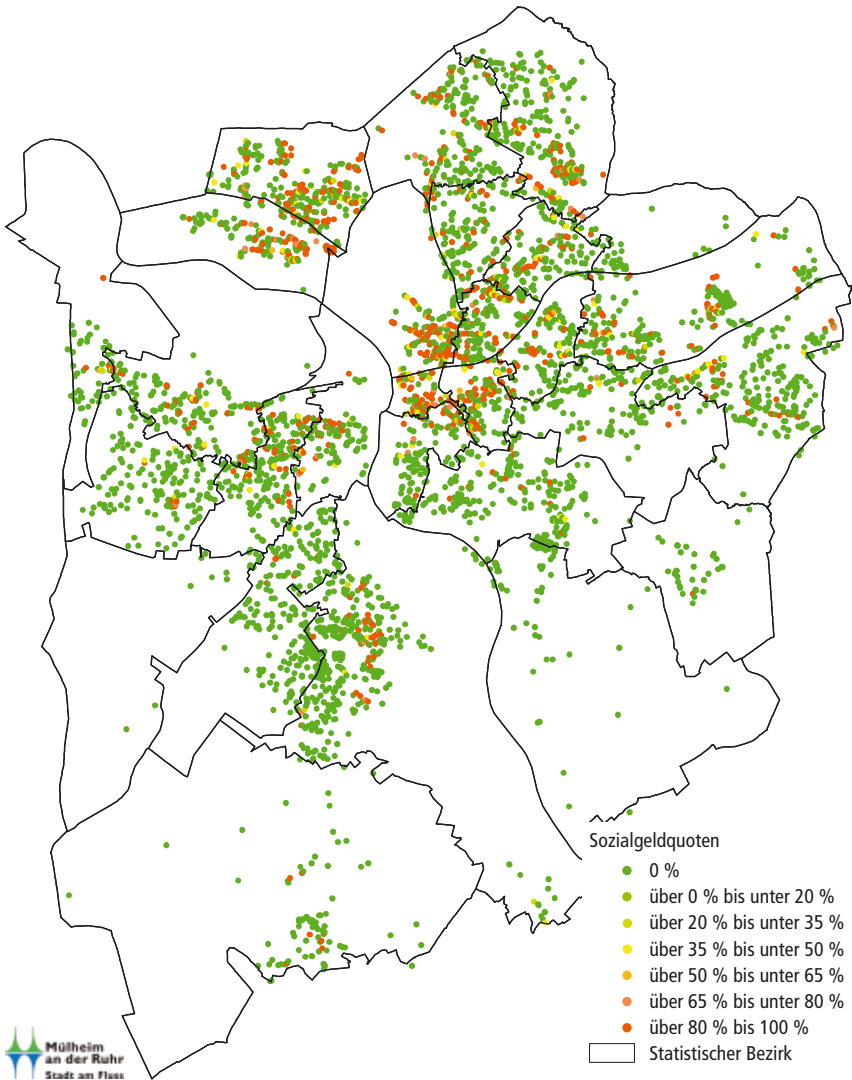 Sozialgeldquoten
0 %
über 0 % bis unter 20 %
über 20 % bis unter 35 %
über 35 % bis unter 50 %
über 50 % bis unter 65 %
über 65 % bis unter 80 %
über 80 % bis 100 %
Statistischer Bezirk
Mülheim
an der Ruhr
Stadt am Fluss